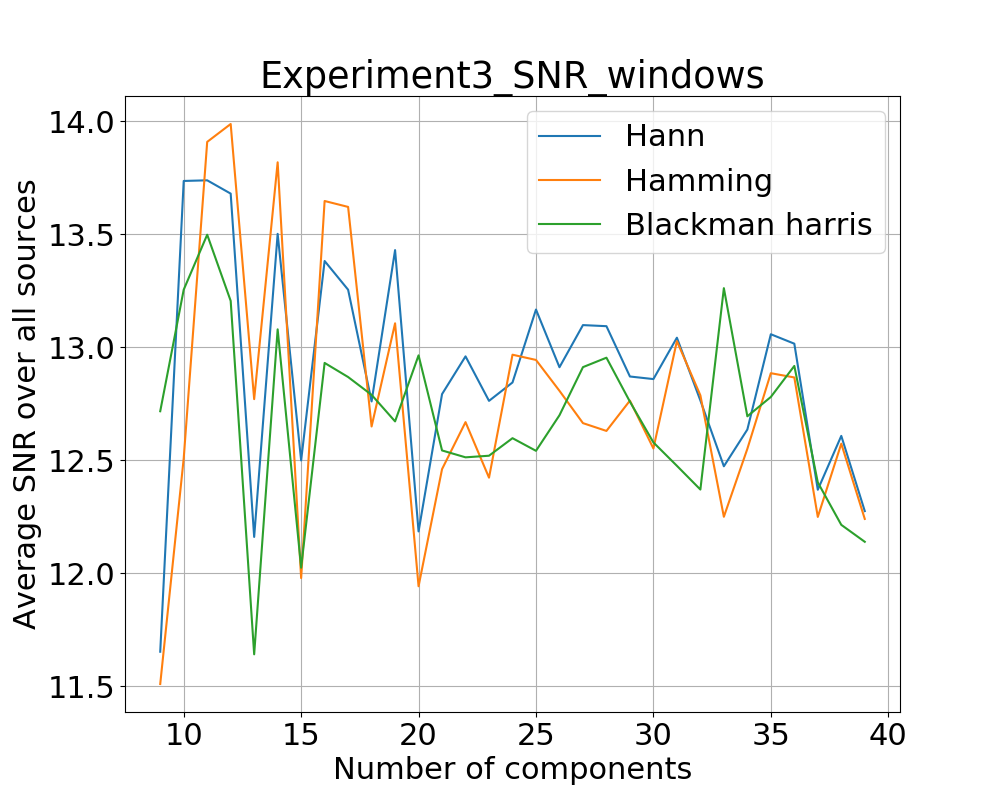 Experiment3_SNR_windows
Hann
Hamming
Blackman harris
Average SNR over all sources
14.0
13.5
13.0
12.5
12.0
11.5
10 15 20 25 30 35 40
Number of components